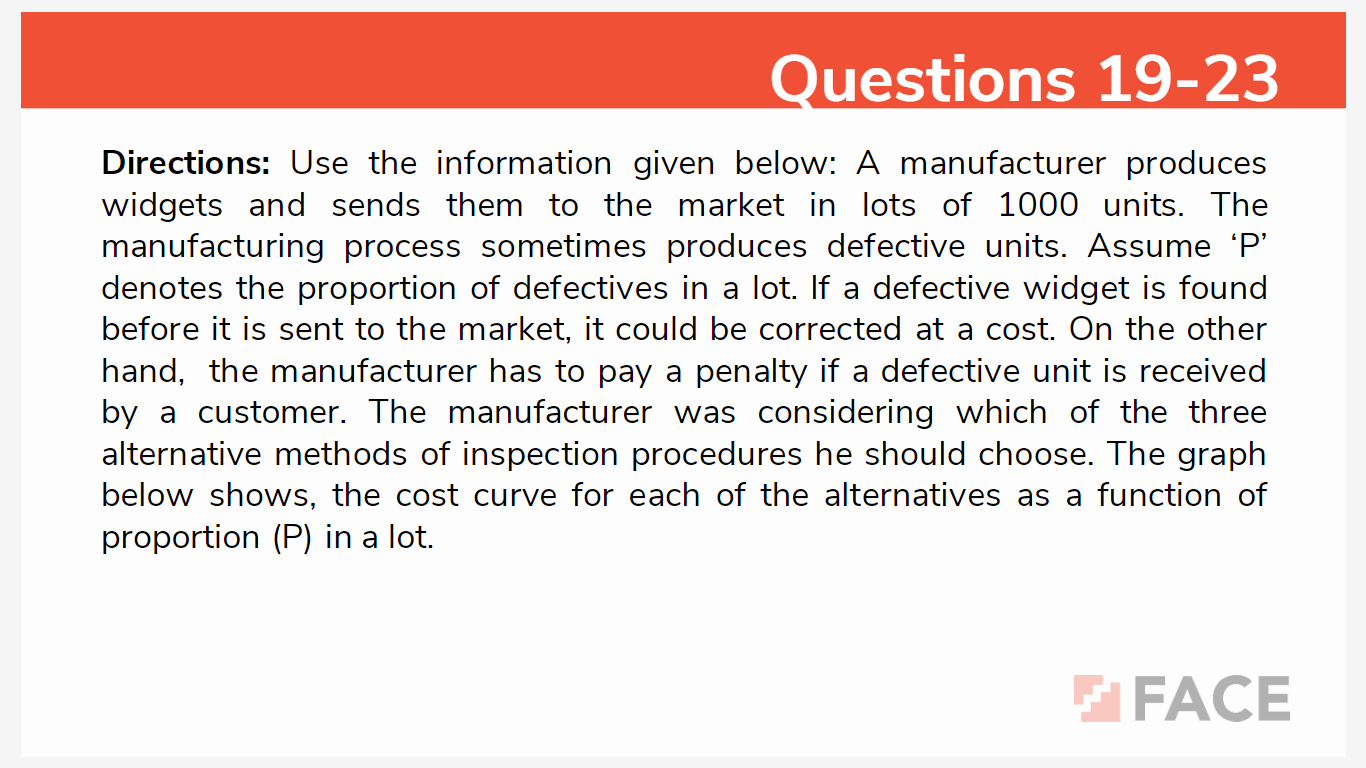 Questions 19-23
Directions: Use the information given below: A manufacturer produces
widgets and sends them to the market in lots of 1000 units. The
manufacturing process sometimes produces defective units. Assume ‘P’
denotes the proportion of defectives in a lot. If a defective widget is found
before it is sent to the market, it could be corrected at a cost. On the other
hand,  the manufacturer has to pay a penalty if a defective unit is received
by a customer. The manufacturer was considering which of the three
alternative methods of inspection procedures he should choose. The graph
below shows, the cost curve for each of the alternatives as a function of
proportion (P) in a lot.
FACE